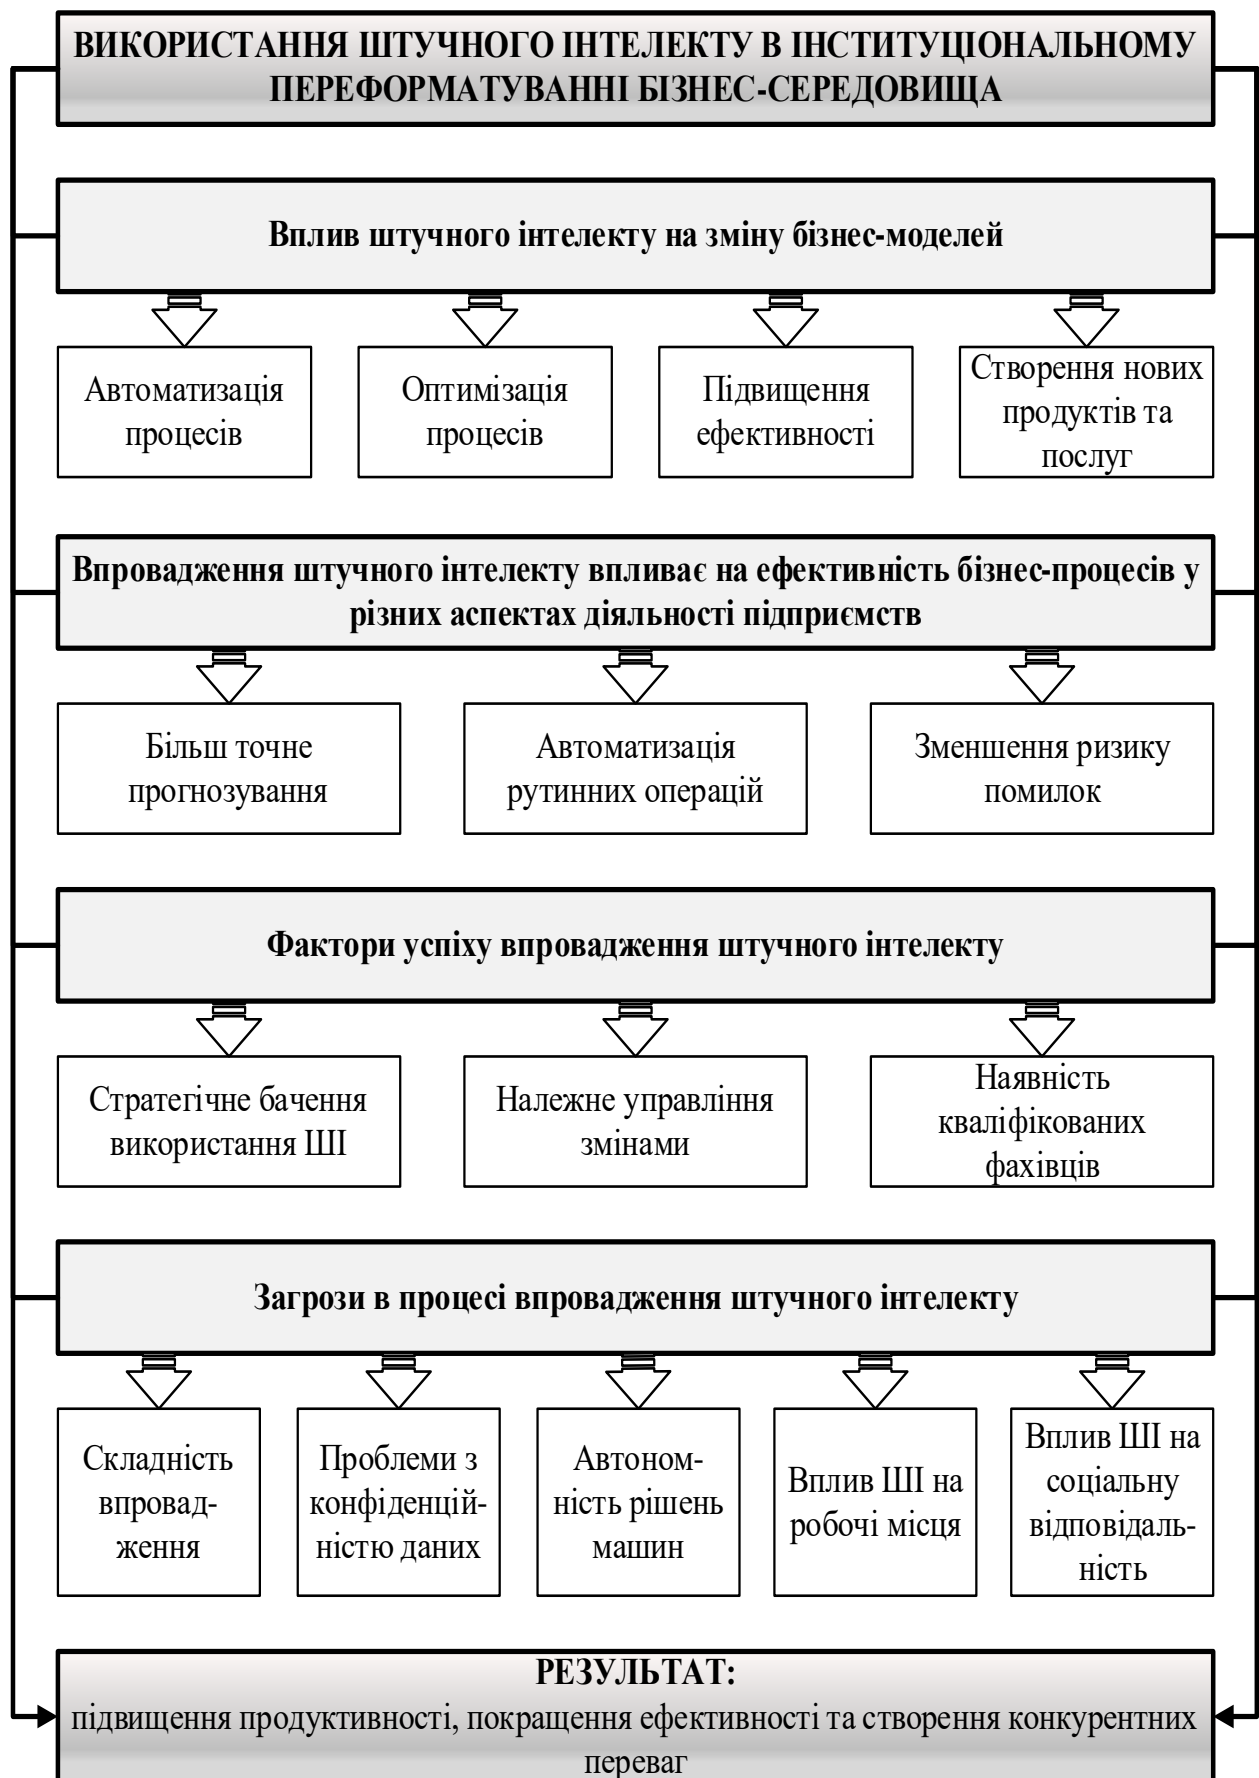 ВИКОРИСТАННЯ ШТУЧНОГО ІНТЕЛЕКТУ В ІНСТИТУЦІОНАЛЬНОМУ
ПЕРЕФОРМАТУВАННІ БІЗНЕС-СЕРЕДОВИЩА
Вплив штучного інтелекту на зміну бізнес-моделей
Автоматизація
процесів
Оптимізація
процесів
Підвищення
ефективності
Створення нових
продуктів та
послуг
Впровадження штучного інтелекту впливає на ефективність бізнес-процесів у
різних аспектах діяльності підприємств
Більш точне
прогнозування
Автоматизація
рутинних операцій
Зменшення ризику
помилок
Фактори успіху впровадження штучного інтелекту
Стратегічне бачення
використання ШІ
Належне управління
змінами
Наявність
кваліфікованих
фахівців
Загрози в процесі впровадження штучного інтелекту
Складність
впровад-
ження
Проблеми з
конфіденцій-
ністю даних
Автоном-
ність рішень
машин
Вплив ШІ на
робочі місця
Вплив ШІ на
соціальну
відповідаль-
ність
РЕЗУЛЬТАТ:
підвищення продуктивності, покращення ефективності та створення конкурентних
переваг